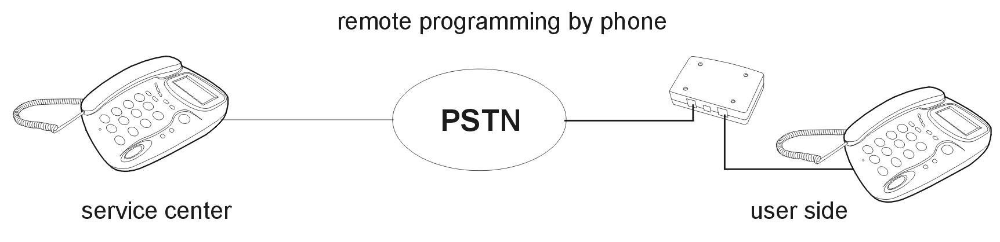 remote programming by phone
PSTN
service center
user side